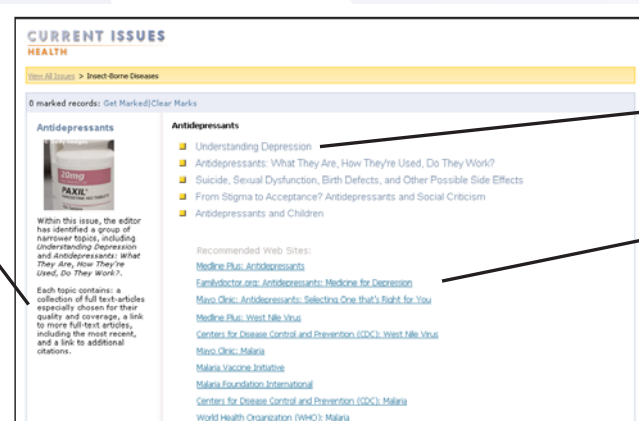 CURRENT ISSUES
HEALTH
View All Issues > Insect-Borne Diseases
0 marked records: Get Marked|Clear Marks
Antidepressants
20mg
PAXIL
Within this issue, the editor
has identified a group of
narrower topics, including
Understanding Depression
and Antidepressants: What
They Are, How They're
Used, Do They Work?.
Each topic contains: a
collection of full text-articles
especially chosen for their
quality and coverage, a link
to more full-text articles,
including the most recent,
and a link to additional
citations.
Antidepressants
Understanding Depression
Antidepressants: What They Are, How They're Used, Do They Work?
Suicide, Sexual Dysfunction, Birth Defects, and Other Possible Side Effects
From Stigma to Acceptance? Antidepressants and Social Criticism
Antidepressants and Children
Recommended Web Sites:
Medline Plus: Antidepressants
Familydoctor.org: Antidepressants: Medicine for Depression
Mayo Clinic: Antidepressants: Selecting One that's Right for You
Medline Plus: West Nile Virus
Centers for Disease Control and Prevention (CDC): West Nile Virus
Mayo Clinic: Malaria
Malaria Vaccine Initiative
Malaria Foundation International
Centers for Disease Control and Prevention (CDC): Malaria
World Health Organization (WHO): Malaria